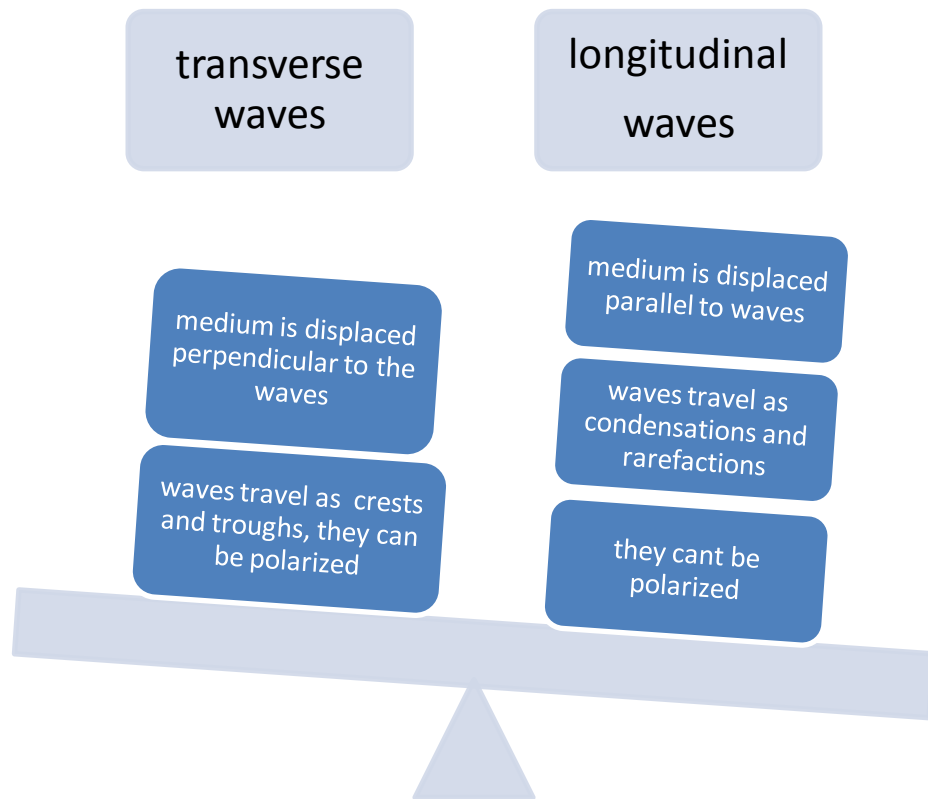 transverse
waves
longitudinal
waves
medium is displaced
perpendicular to the
waves
waves travel as crests
and troughs, they can
be polarized
medium is displaced
parallel to waves
waves travel as
condensations and
rarefactions
they cant be
polarized